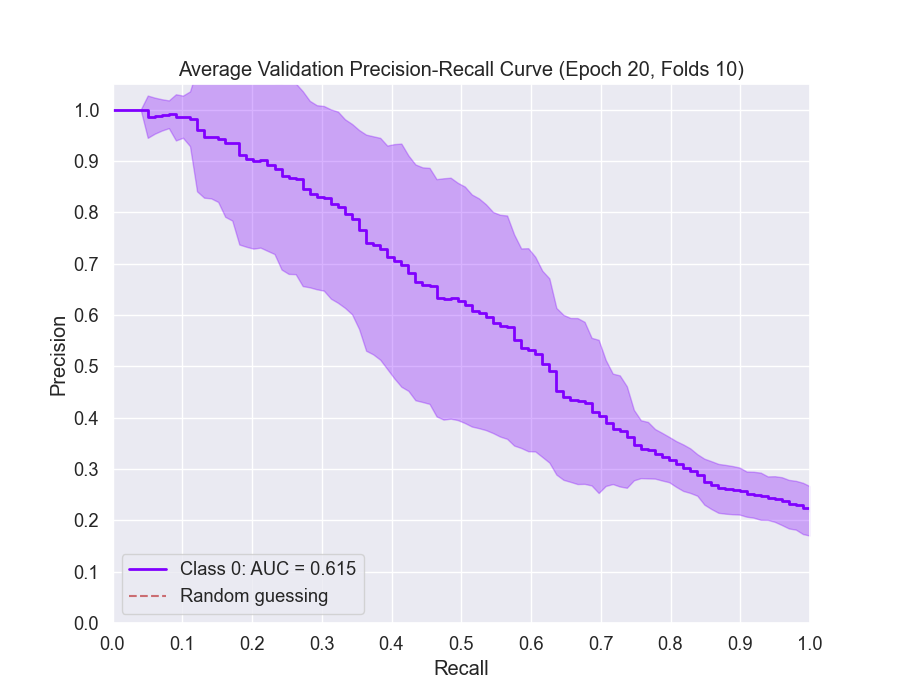 Average Validation Precision-Recall Curve (Epoch 20, Folds 10)
Precision
1.0
0.9
0.8
0.7
0.6
0.5
0.4
0.3
0.2
0.1
0.0
Class 0: AUC = 0.615
Random guessing
0.0 0.1 0.2 0.3 0.4 0.5 0.6 0.7 0.8 0.9 1.0
Recall